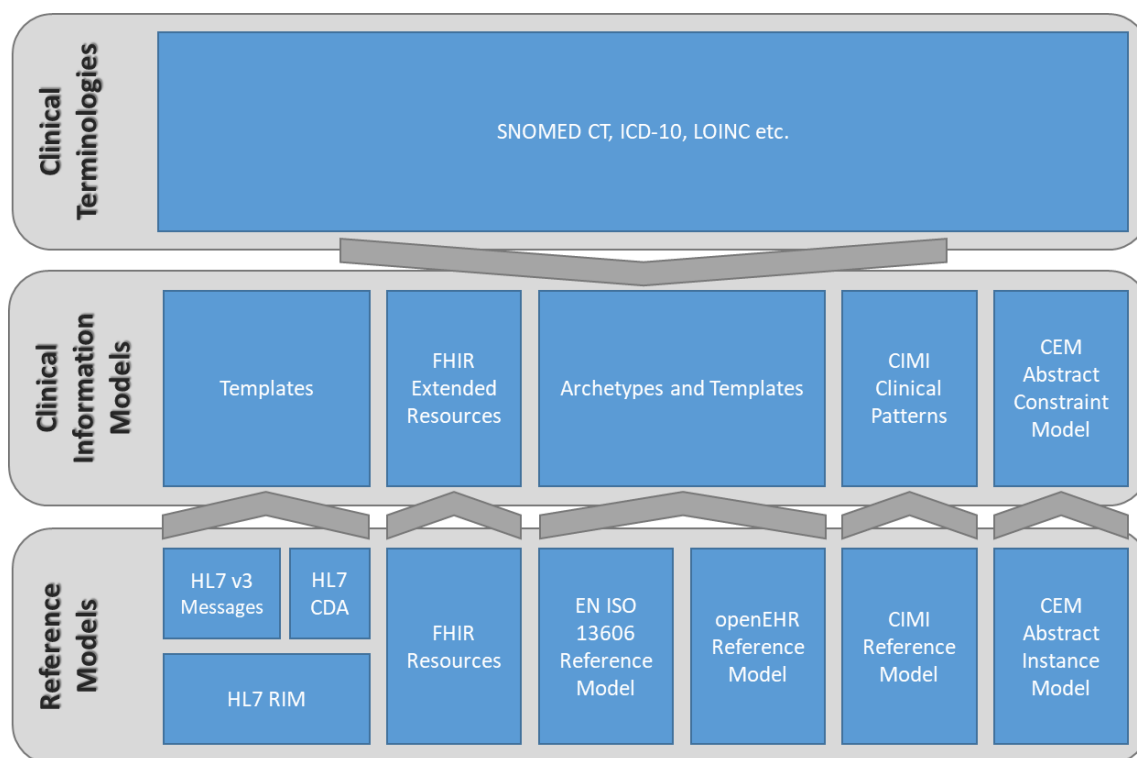 Clinical
Terminologies
SNOMED CT, ICD-10, LOINC etc.
Clinical
Information
Models
Templates
FHIR
Extended
Resources
Archetypes and Templates
CIMI
Clinical
Patterns
CEM
Abstract
Constraint
Model
Reference
Models
HL7 v3
Messages
HL7
CDA
HL7 RIM
FHIR
Resources
EN ISO
13606
Reference
Model
openEHR
Reference
Model
CIMI
Reference
Model
CEM
Abstract
Instance
Model